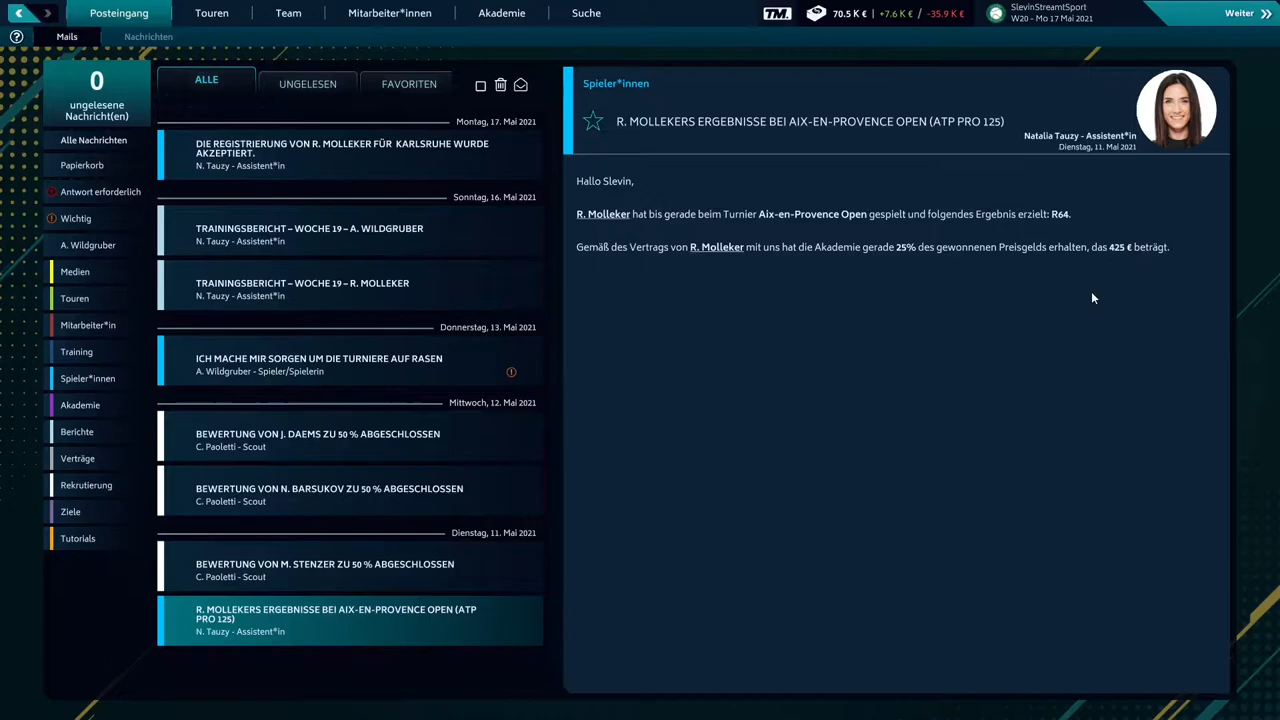 Posteingang
Touren
Team
Mitarbeiter*innen
Akademie
Suche
TM.
70.5 K € | +7.6 K € / -35.9 K €
SlevinStreamSport
W20 - Mo 17 Mai 2021
Weiter
Mails
Nachrichten
0
ungelesene
Nachricht(en)
Alle Nachrichten
Papierkorb
Antwort erforderlich
Wichtig
A. Wildgruber
Medien
Touren
Mitarbeiter*in
Training
Spieler*innen
Akademie
Berichte
Verträge
Rekrutierung
Ziele
Tutorials
ALLE
UNGELESEN
FAVORITEN
Montag, 17. Mai 2021
DIE REGISTRIERUNG VON R. MOLLEKER FÜR KARLSRUHE WURDE
AKZEPTIERT.
N. Tauzy - Assistent*in
Sonntag, 16. Mai 2021
TRAININGSBERICHT – WOCHE 19 – A. WILDGRUBER
N. Tauzy - Assistent*in
TRAININGSBERICHT – WOCHE 19 – R. MOLLEKER
N. Tauzy - Assistent*in
Donnerstag, 13. Mai 2021
ICH MACHE MIR SORGEN UM DIE TURNIERE AUF RASEN
A. Wildgruber - Spieler/Spielerin
Mittwoch, 12. Mai 2021
BEWERTUNG VON J. DAEMS ZU 50 % ABGESCHLOSSEN
C. Paoletti - Scout
BEWERTUNG VON N. BARSUKOV ZU 50 % ABGESCHLOSSEN
C. Paoletti - Scout
Dienstag, 11. Mai 2021
BEWERTUNG VON M. STENZER ZU 50 % ABGESCHLOSSEN
C. Paoletti - Scout
R. MOLLEKERS ERGEBNISSE BEI AIX-EN-PROVENCE OPEN (ATP
PRO 125)
N. Tauzy - Assistent*in
Spieler*innen
R. MOLLEKERS ERGEBNISSE BEI AIX-EN-PROVENCE OPEN (ATP PRO 125)
Natalia Tauzy - Assistent*in
Dienstag, 11. Mai 2021
Hallo Slevin,
R. Molleker hat bis gerade beim Turnier Aix-en-Provence Open gespielt und folgendes Ergebnis erzielt: R64.
Gemäß des Vertrags von R. Molleker mit uns hat die Akademie gerade 25% des gewonnenen Preisgelds erhalten, das 425 € beträgt.